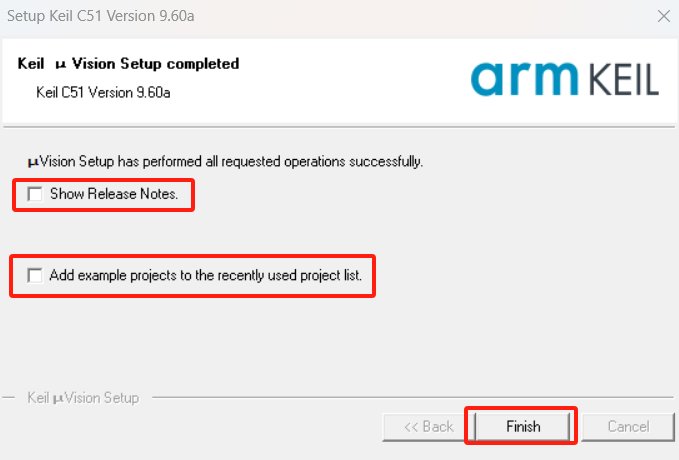 Setup Keil C51 Version 9.60a
Keil μ Vision Setup completed
Keil C51 Version 9.60a
arm KEIL
μVision Setup has performed all requested operations successfully.
Show Release Notes.
Add example projects to the recently used project list.
Keil μVision Setup
<< Back
Finish
Cancel